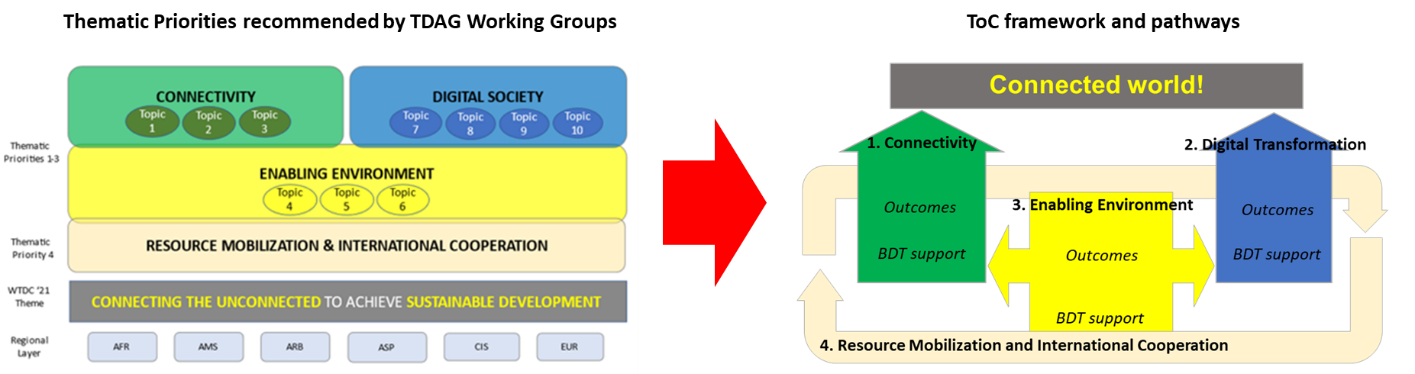 Thematic Priorities recommended by TDAG Working Groups
CONNECTIVITY
Topic
1
Topic
2
Topic
3
DIGITAL SOCIETY
Topic
7
Topic
8
Topic
9
Topic
10
Thematic
Priorities 1-3
ENABLING ENVIRONMENT
Topic
4
Topic
5
Topic
6
Thematic
Priority 4
RESOURCE MOBILIZATION & INTERNATIONAL COOPERATION
WTDC '21
Theme
CONNECTING THE UNCONNECTED TO ACHIEVE SUSTAINABLE DEVELOPMENT
Regional
Layer
AFR
AMS
ARB
ASP
CIS
EUR
ToC framework and pathways
Connected world!
1. Connectivity
Outcomes
BDT support
2. Digital Transformation
Outcomes
BDT support
3. Enabling Environment
Outcomes
BDT support
4. Resource Mobilization and International Cooperation